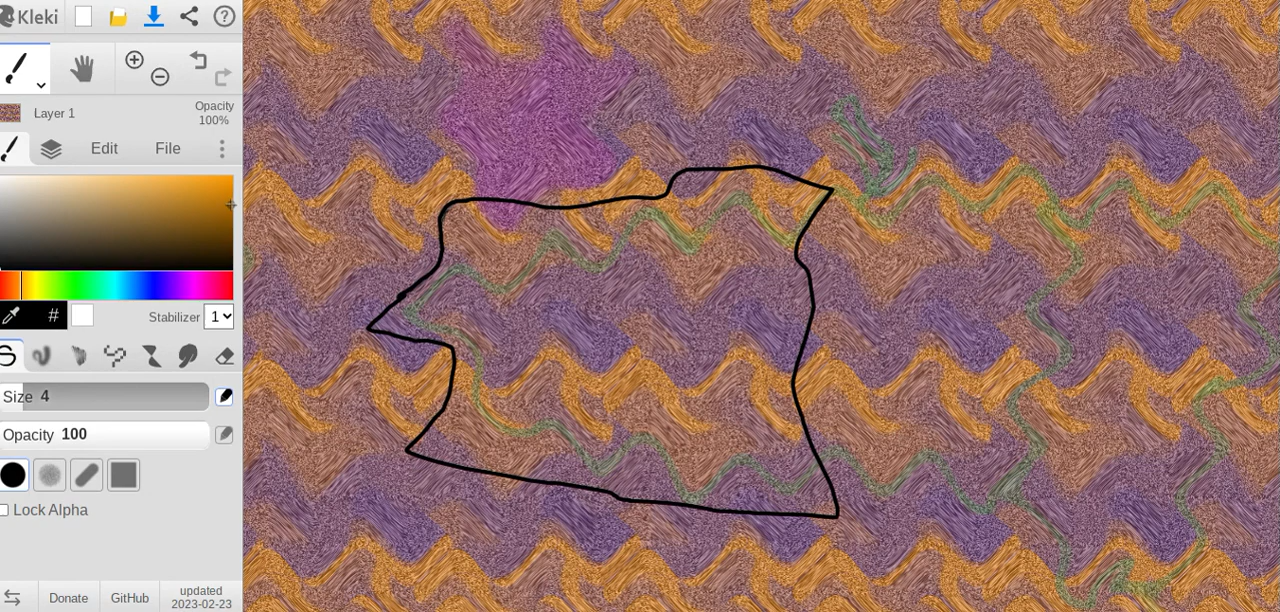 Kleki
Layer 1
Opacity
100%
Edit
File
#
Stabilizer 1
Size 4
Opacity 100
Lock Alpha
Donate
GitHub
updated
2023-02-23